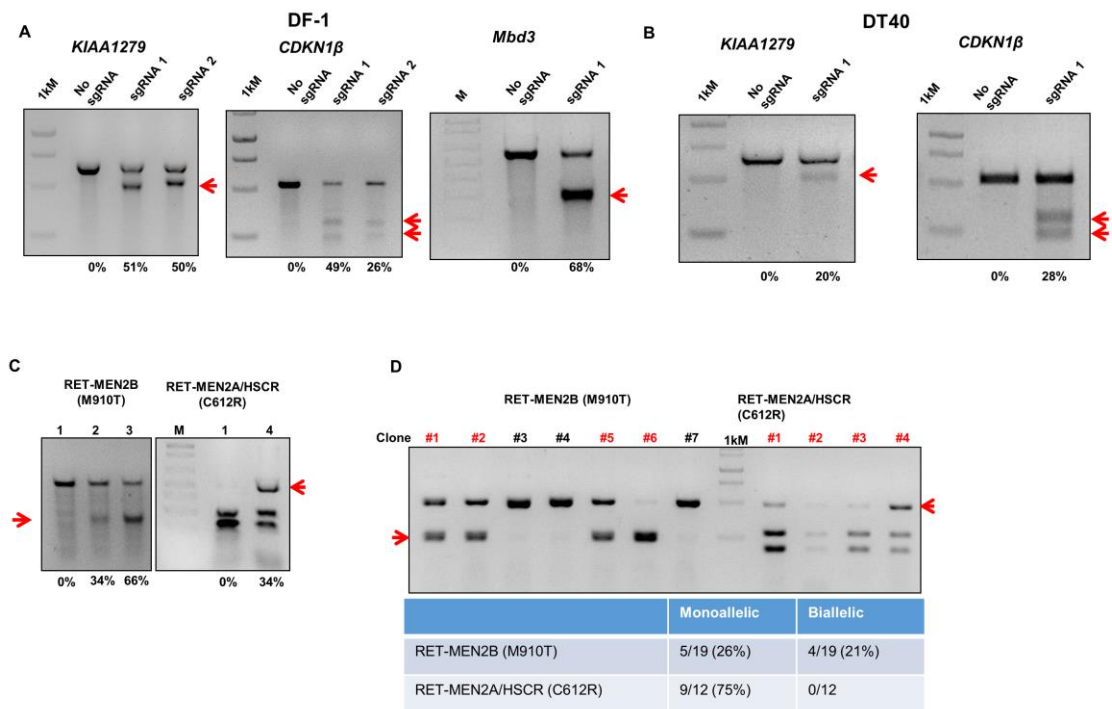 DF-1
DT40
A
KIAA1279
CDKN1β
Mbd3
B
KIAA1279
CDKN1β
1kM
No sgRNA
sgRNA 1
sgRNA 2
1kM
No sgRNA
sgRNA 1
sgRNA 2
M
No sgRNA
sgRNA 1
1kM
No sgRNA
sgRNA 1
1kM
No sgRNA
sgRNA 1
0% 51% 50%
0% 49% 26%
0% 68%
0% 20%
0% 28%
C
RET-MEN2B
(M910T)
RET-MEN2A/HSCR
(C612R)
1 2 3
M 1 4
0% 34% 66%
0% 34%
D
RET-MEN2B (M910T)
RET-MEN2A/HSCR
(C612R)
Clone #1 #2 #3 #4 #5 #6 #7 1kM #1 #2 #3 #4
Monoallelic Biallelic
RET-MEN2B (M910T) 5/19 (26%) 4/19 (21%)
RET-MEN2A/HSCR (C612R) 9/12 (75%) 0/12